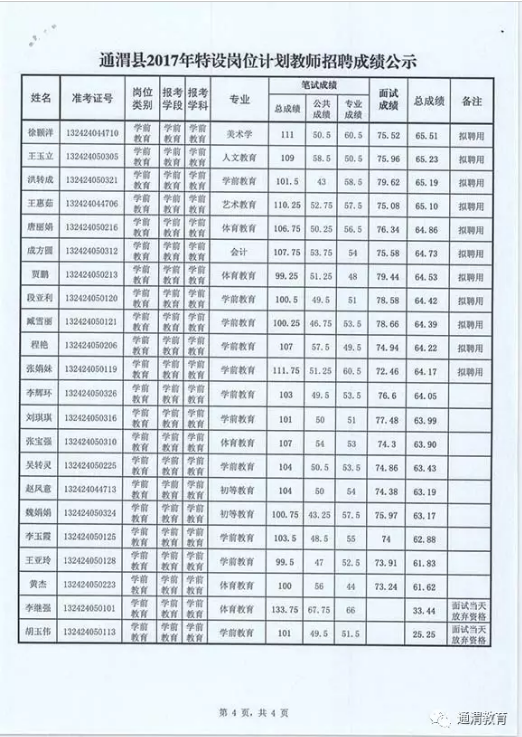 通渭县2017年特设岗位计划教师招聘成绩公示
姓名 准考证号 岗位类别 报考学段 报考学科 专业 笔试成绩 面试成绩 总成绩 备注
总成绩 公共成绩 专业成绩
徐颐洋 132424044710 学前教育 学前教育 学前教育 美术学 111 50.5 60.5 75.52 65.51 拟聘用
王玉立 132424050305 学前教育 学前教育 学前教育 人文教育 109 58.5 50.5 75.96 65.23 拟聘用
洪转成 132424050321 学前教育 学前教育 学前教育 学前教育 101.5 43 58.5 79.62 65.19 拟聘用
王惠茹 132424044706 学前教育 学前教育 学前教育 艺术教育 110.25 52.75 57.5 75.08 65.10 拟聘用
唐丽娟 132424050216 学前教育 学前教育 学前教育 体育教育 106.75 50.25 56.5 76.34 64.86 拟聘用
成方圆 132424050312 学前教育 学前教育 学前教育 会计 107.75 53.75 54 75.58 64.73 拟聘用
贾鹏 132424050213 学前教育 学前教育 学前教育 体育教育 99.25 51.25 48 79.44 64.53 拟聘用
段亚利 132424050120 学前教育 学前教育 学前教育 学前教育 100.5 49.5 51 78.58 64.42 拟聘用
臧雪丽 132424050121 学前教育 学前教育 学前教育 学前教育 100.25 46.75 53.5 78.66 64.39 拟聘用
程艳 132424050206 学前教育 学前教育 学前教育 学前教育 107 57.5 49.5 74.94 64.22 拟聘用
张娟妹 132424050119 学前教育 学前教育 学前教育 学前教育 111.75 51.25 60.5 72.46 64.17 拟聘用
李辉环 132424050326 学前教育 学前教育 学前教育 学前教育 103 49.5 53.5 76.6 64.05
刘琪琪 132424050316 学前教育 学前教育 学前教育 学前教育 101 50 51 77.48 63.99
张宝强 132424050310 学前教育 学前教育 学前教育 体育教育 107 54 53 74.3 63.90
吴转灵 132424050225 学前教育 学前教育 学前教育 学前教育 104 50.5 53.5 74.86 63.43
赵风意 132424044713 学前教育 学前教育 学前教育 初等教育 104 50 54 74.38 63.19
魏娟娟 132424050324 学前教育 学前教育 学前教育 初等教育 100.75 43.25 57.5 75.97 63.17
李玉霞 132424050125 学前教育 学前教育 学前教育 学前教育 103.5 48.5 55 74 62.88
王亚玲 132424050128 学前教育 学前教育 学前教育 学前教育 99.5 47 52.5 73.91 61.83
黄杰 132424050223 学前教育 学前教育 学前教育 体育教育 100 56 44 73.24 61.62
李继强 132424050101 学前教育 学前教育 学前教育 体育教育 133.75 67.75 66 33.44 面试当天放弃资格
胡玉伟 132424050113 学前教育 学前教育 学前教育 学前教育 101 49.5 51.5 25.25 面试当天放弃资格
第 4 页，共 4 页
通渭教育